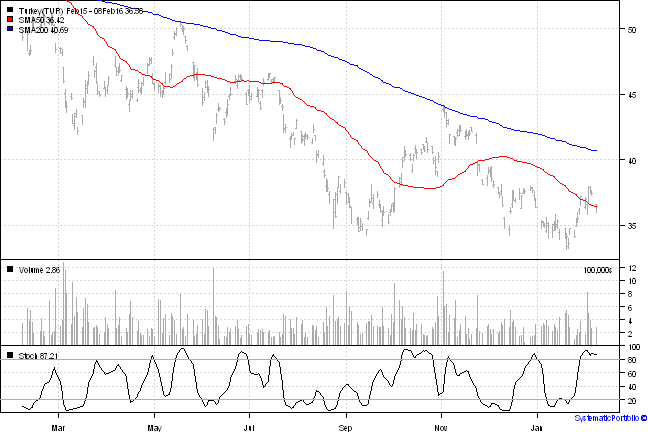 Turkey(TUR) Feb15 - 08Feb16
SMA50 36.42
SMA200 40.69
50
45
40
35
Volume 2.86
100,000s
12
10
8
6
4
2
Stoch 87.21
100
80
60
40
20
Mar May Jul Sep Nov Jan
SystematicPortfolio ©